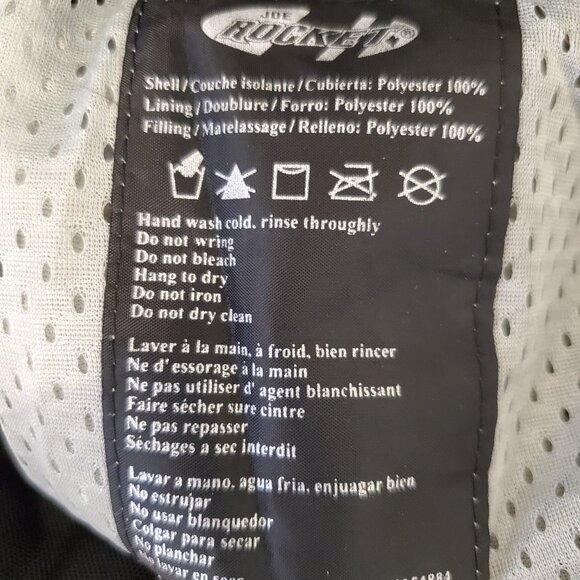 JOE
ROCKET®
Shell/Couche isolante/Cubierta: Polyester 100%
Lining/Doublure/Forro: Polyester 100%
Filling/Matelassage/Relleno: Polyester 100%
Hand wash cold, rinse throughly
Do not wring
Do not bleach
Hang to dry
Do not iron
Do not dry clean
Laver à la main, à froid, bien rincer
Ne d'essorage à la main
Ne pas utiliser d'agent blanchissant
Faire sécher sure cintre
Ne pas repasser
Séchages a sec interdit
Lavar a mano, agua fria, enjuagar bien
No estrujar
No usar blanquedor
Colgar para secar
No planchar
No lavar en seco